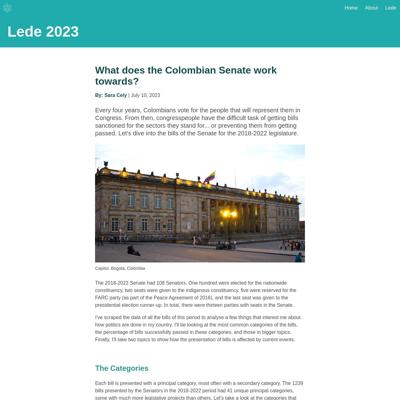 Home About Lede
Lede 2023
What does the Colombian Senate work
towards?
By: Sara Cely | July 10, 2023
Every four years, Colombians vote for the people that will represent them in
Congress. From then, congresspeople have the difficult task of getting bills
sanctioned for the sectors they stand for... or preventing them from getting
passed. Let's dive into the bills of the Senate for the 2018-2022 legislature.
Capitol. Bogotá, Colombia
The 2018-2022 Senate had 108 Senators. One hundred were elected for the nationwide
constituency, two seats were given to the indigenous constituency, five were reserved for the
FARC party (as part of the Peace Agreement of 2016), and the last seat was given to the
presidential election runner-up. In total, there were thirteen parties with seats in the Senate.
I've scraped the data of all the bills of this period to analyse a few things that interest me about
how politics are done in my country. I'll be looking at the most common categories of the bills,
the percentage of bills successfully passed in these categories, and those in bigger topics.
Finally, I'll take two topics to show how the presentation of bills is affected by current events.
The Categories
Each bill is presented with a principal category, most often with a secondary category. The 1239
bills presented by the Senators in the 2018-2022 period had 41 unique principal categories,
some with much more legislative projects than others. Let's take a look at the categories that